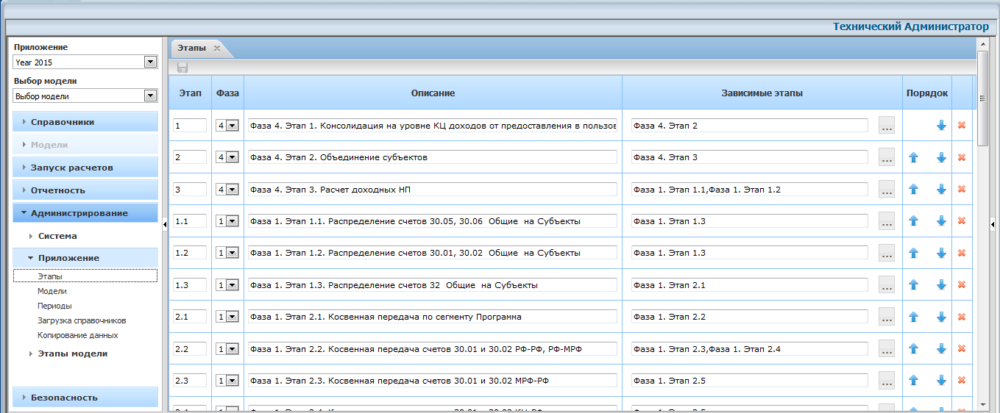 Технический Администратор
Приложение
Year 2015
Выбор модели
Выбор модели
Справочники
Модели
Запуск расчетов
Отчетность
Администрирование
Система
Приложение
Этапы
Модели
Периоды
Загрузка справочников
Копирование данных
Этапы модели
Безопасность
Этапы
Этап Фаза Описание Зависимые этапы Порядок
1 4 Фаза 4. Этап 1. Консолидация на уровне КЦ доходов от предоставления в пользов Фаза 4. Этап 2 ...
2 4 Фаза 4. Этап 2. Объединение субъектов Фаза 4. Этап 3 ...
3 4 Фаза 4. Этап 3. Расчет доходных НП Фаза 1. Этап 1.1,Фаза 1. Этап 1.2 ...
1.1 1 Фаза 1. Этап 1.1. Распределение счетов 30.05, 30.06 Общие на Субъекты Фаза 1. Этап 1.3 ...
1.2 1 Фаза 1. Этап 1.2. Распределение счетов 30.01, 30.02 Общие на Субъекты Фаза 1. Этап 1.3 ...
1.3 1 Фаза 1. Этап 1.3. Распределение счетов 32 Общие на Субъекты Фаза 1. Этап 2.1 ...
2.1 1 Фаза 1. Этап 2.1. Косвенная передача по сегменту Программа Фаза 1. Этап 2.2 ...
2.2 1 Фаза 1. Этап 2.2. Косвенная передача счетов 30.01 и 30.02 РФ-РФ, РФ-МРФ Фаза 1. Этап 2.3,Фаза 1. Этап 2.4 ...
2.3 1 Фаза 1. Этап 2.3. Косвенная передача счетов 30.01 и 30.02 МРФ-РФ Фаза 1. Этап 2.5 ...